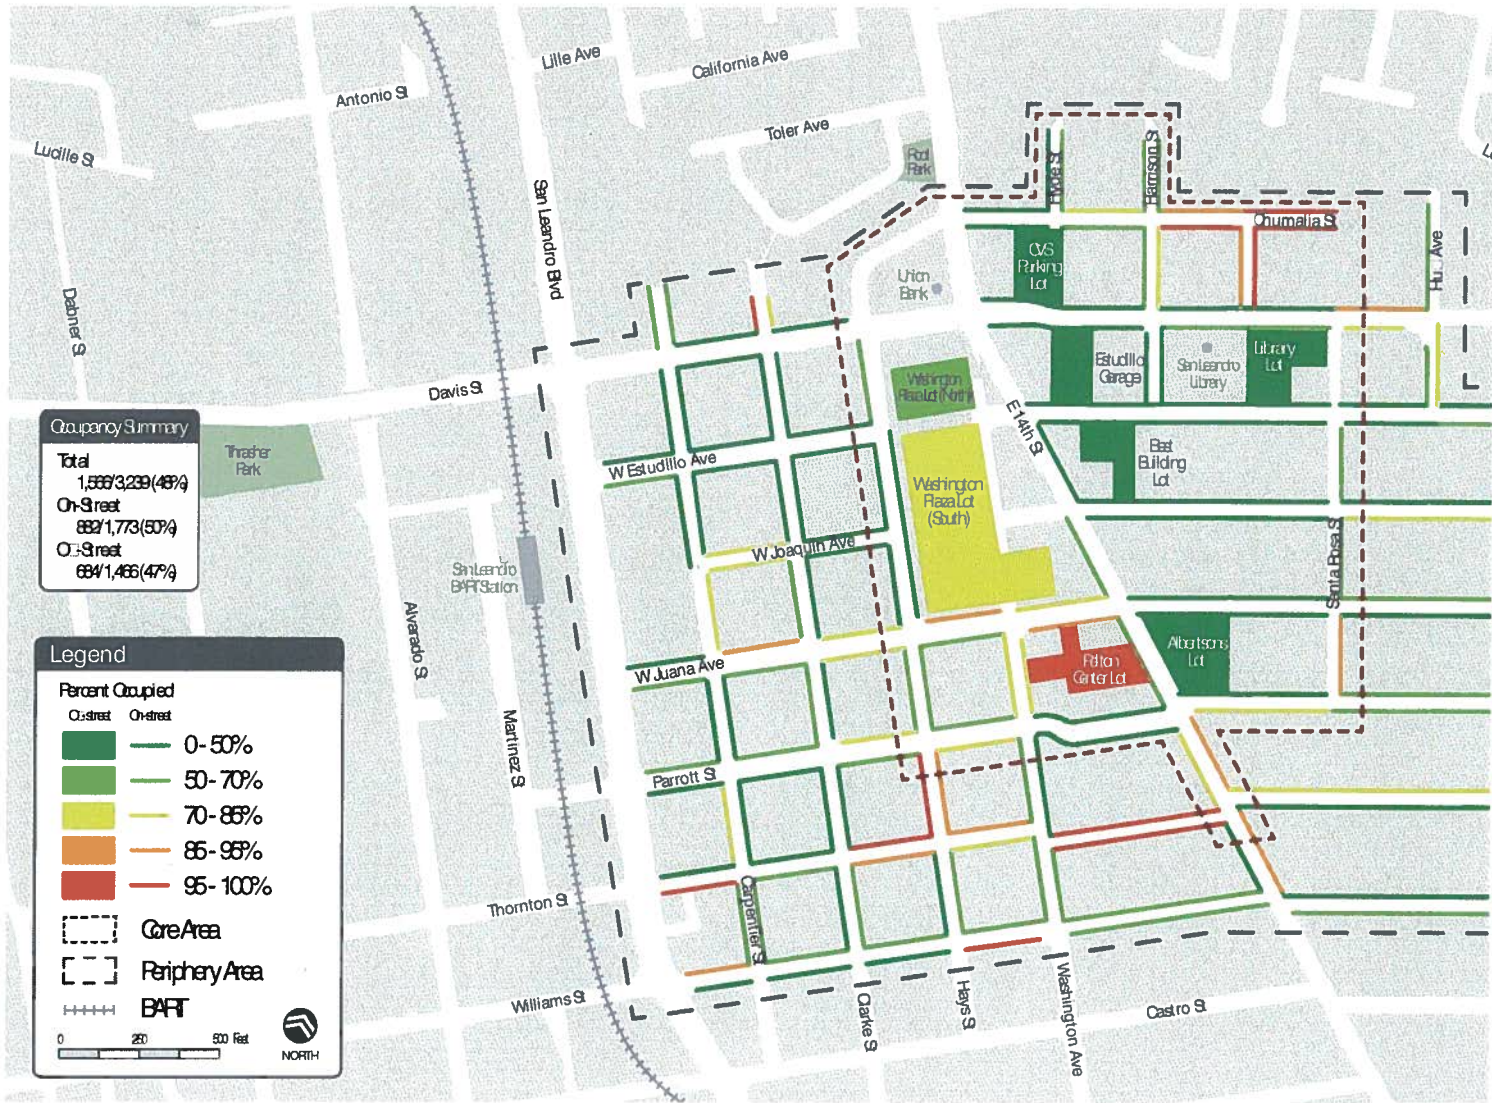 Lille Ave
California Ave
Antonio St
Toler Ave
Lucille St
Root
Park
Hyde St
Harrison St
San Leandro Blvd
Chumalia St
CVS
Parking
Lot
Union
Bank
Dabner St
Estudillo
Garage
San Leandro
Library
Library
Lot
Washington
Plaza Lot (North)
Davis St
E 14th St
Occupancy Summary
Total
1,566/3,239 (48%)
On-Street
882/1,773 (50%)
684/1,466 (47%)
Thrasher
Park
W Estudillo Ave
Best
Building
Lot
Washington
Plaza Lot
(South)
W Joaquin Ave
San Leandro
BART Station
Santa Rosa St
Alvarado St
Albertsons
Lot
Pelton
Center Lot
W Juana Ave
Legend
Percent Occupied
On-street
0 - 50%
50 - 70%
70 - 85%
85 - 95%
95 - 100%
Core Area
Periphery Area
BART
0 250 500 Feet
NORTH
Martinez St
Parrott St
Thornton St
Carpentier St
Williams St
Clarke St
Hays St
Washington Ave
Castro St